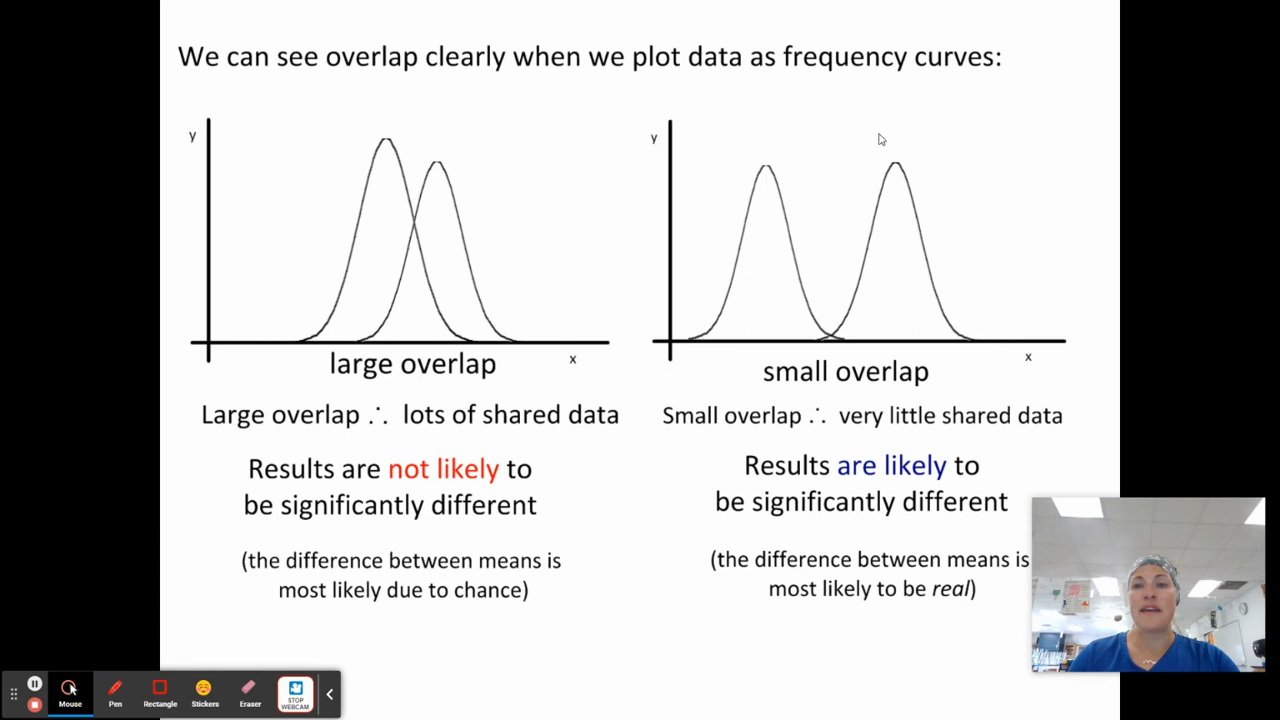 We can see overlap clearly when we plot data as frequency curves:
y
x
large overlap
Large overlap ∴ lots of shared data
Results are not likely to
be significantly different
(the difference between means is
most likely due to chance)
y
x
small overlap
Small overlap ∴ very little shared data
Results are likely to
be significantly different
(the difference between means is
most likely to be real)
Mouse
Pen
Rectangle
Stickers
Eraser
STOP
WEBCAM